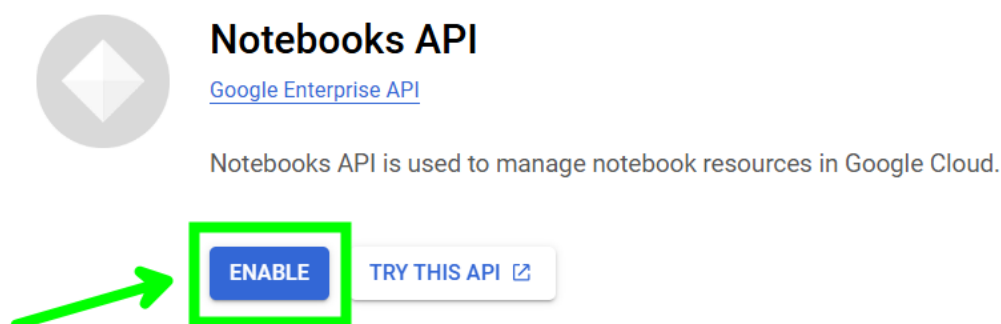 Notebooks API
Google Enterprise API
Notebooks API is used to manage notebook resources in Google Cloud.
ENABLE
TRY THIS API